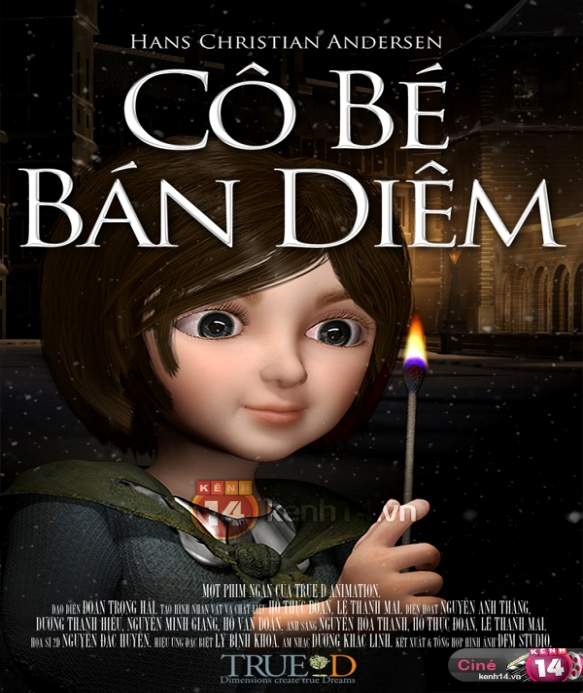 HANS CHRISTIAN ANDERSEN
CÔ BÉ
BÁN DIÊM
KÊNH
14 kenh14.vn
MỘT PHIM NGẮN CỦA TRUE D ANIMATION.
ĐẠO DIỄN ĐOÀN TRỌNG HẢI, TẠO HÌNH NHÂN VẬT VÀ CHẤT LIỆU HỒ THỤC ĐOAN, LÊ THANH MAI, DIỄN HOẠT NGUYỄN ANH THĂNG,
DƯƠNG THANH HIẾU, NGUYỄN MINH GIANG, HỒ VĂN ĐOÀN, ÁNH SÁNG NGUYỄN HÒA THÀNH, HỒ THỤC ĐOAN, LÊ THANH MAI,
HỌA SĨ 2D NGUYỄN ĐẮC HUYỀN, HIỆU ỨNG ĐẶC BIỆT LÝ BỈNH KHOA, ÂM NHẠC DƯƠNG KHẮC LINH, KẾT XUẤT & TỔNG HỢP HÌNH ẢNH DFM STUDIO.
TRUE D
Dimensions create true Dreams
Ciné
kenh14.vn
KÊNH
14